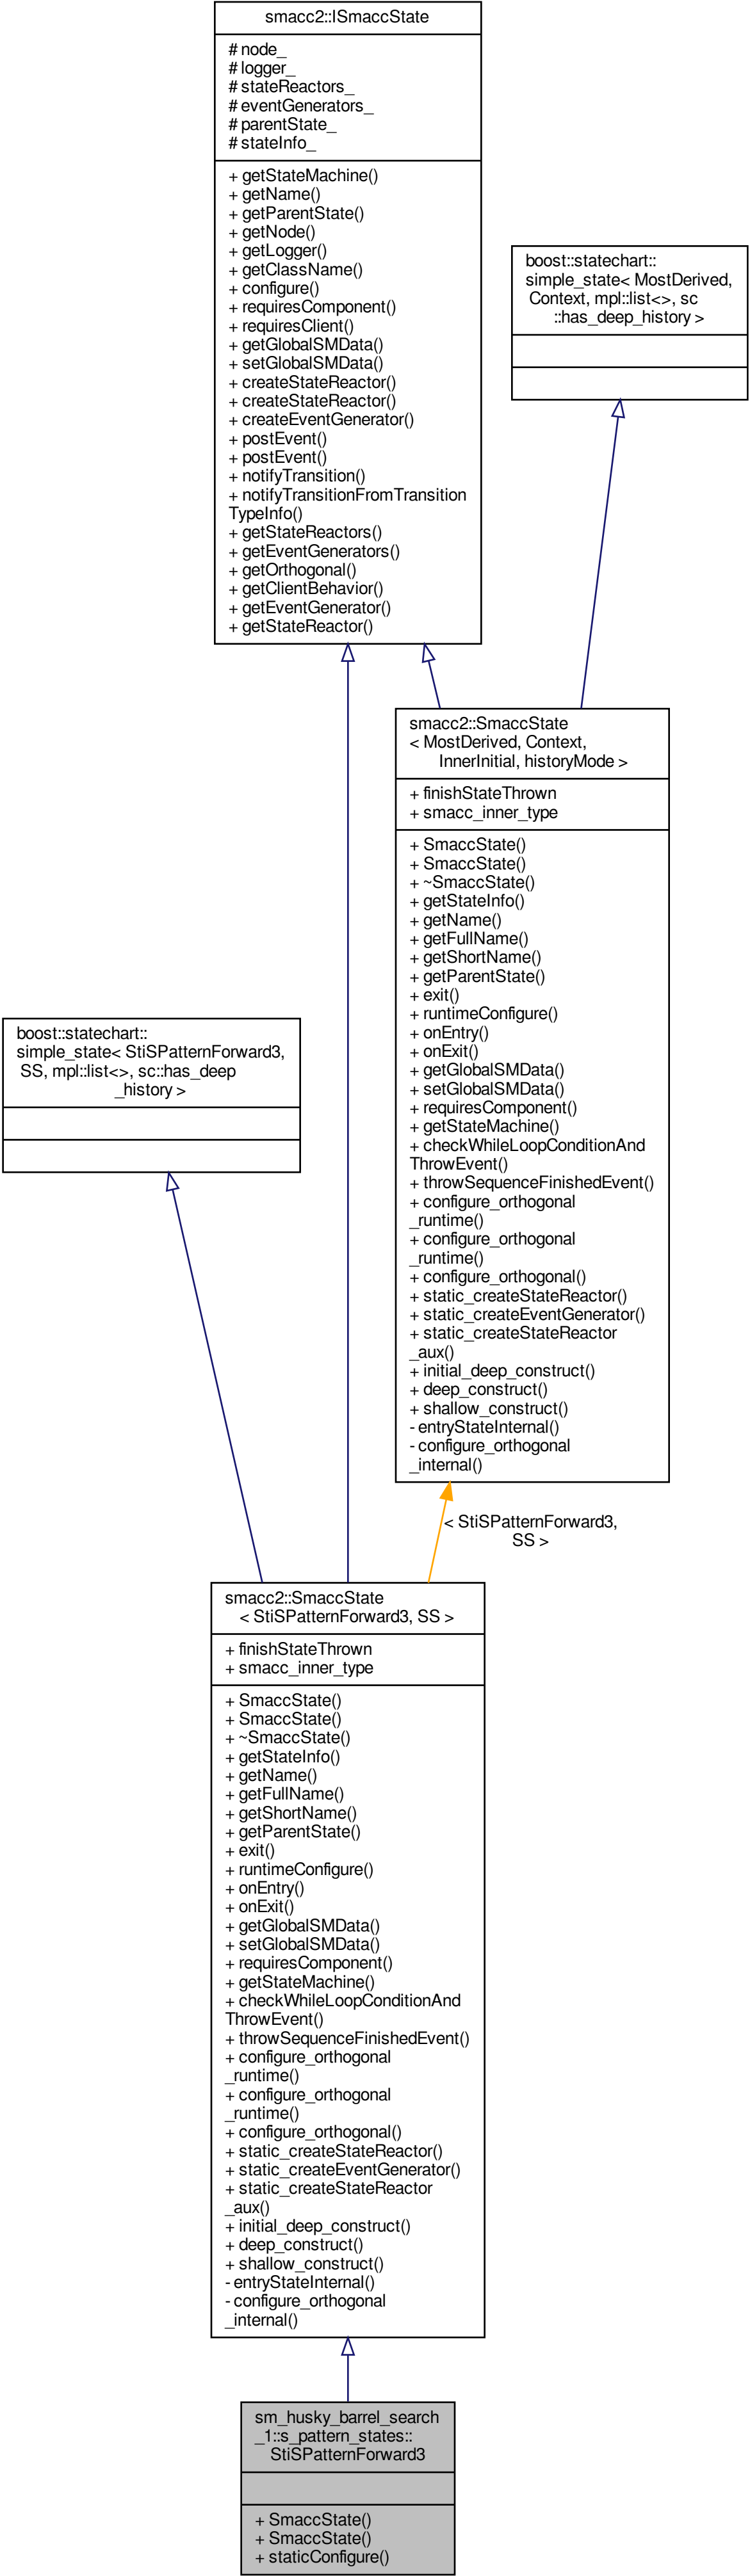 smacc2::ISmaccState
# node_
# logger_
# stateReactors_
# eventGenerators_
# parentState_
# stateInfo_
+ getStateMachine()
+ getName()
+ getParentState()
+ getNode()
+ getLogger()
+ getClassName()
+ configure()
+ requiresComponent()
+ requiresClient()
+ getGlobalSMData()
+ setGlobalSMData()
+ createStateReactor()
+ createStateReactor()
+ createEventGenerator()
+ postEvent()
+ postEvent()
+ notifyTransition()
+ notifyTransitionFromTransition
TypeInfo()
+ getStateReactors()
+ getEventGenerators()
+ getOrthogonal()
+ getClientBehavior()
+ getEventGenerator()
+ getStateReactor()
boost::statechart::
simple_state< MostDerived,
Context, mpl::list<>, sc
::has_deep_history >
smacc2::SmaccState
< MostDerived, Context,
InnerInitial, historyMode >
+ finishStateThrown
+ smacc_inner_type
+ SmaccState()
+ SmaccState()
+ ~SmaccState()
+ getStateInfo()
+ getName()
+ getFullName()
+ getShortName()
+ getParentState()
+ exit()
+ runtimeConfigure()
+ onEntry()
+ onExit()
+ getGlobalSMData()
+ setGlobalSMData()
+ requiresComponent()
+ getStateMachine()
+ checkWhileLoopConditionAnd
ThrowEvent()
+ throwSequenceFinishedEvent()
+ configure_orthogonal
_runtime()
+ configure_orthogonal
_runtime()
+ configure_orthogonal()
+ static_createStateReactor()
+ static_createEventGenerator()
+ static_createStateReactor
_aux()
+ initial_deep_construct()
+ deep_construct()
+ shallow_construct()
- entryStateInternal()
- configure_orthogonal
_internal()
boost::statechart::
simple_state< StiSPatternForward3,
SS, mpl::list<>, sc::has_deep
_history >
< StiSPatternForward3,
SS >
smacc2::SmaccState
< StiSPatternForward3, SS >
+ finishStateThrown
+ smacc_inner_type
+ SmaccState()
+ SmaccState()
+ ~SmaccState()
+ getStateInfo()
+ getName()
+ getFullName()
+ getShortName()
+ getParentState()
+ exit()
+ runtimeConfigure()
+ onEntry()
+ onExit()
+ getGlobalSMData()
+ setGlobalSMData()
+ requiresComponent()
+ getStateMachine()
+ checkWhileLoopConditionAnd
ThrowEvent()
+ throwSequenceFinishedEvent()
+ configure_orthogonal
_runtime()
+ configure_orthogonal
_runtime()
+ configure_orthogonal()
+ static_createStateReactor()
+ static_createEventGenerator()
+ static_createStateReactor
_aux()
+ initial_deep_construct()
+ deep_construct()
+ shallow_construct()
- entryStateInternal()
- configure_orthogonal
_internal()
sm_husky_barrel_search
_1::s_pattern_states::
StiSPatternForward3
+ SmaccState()
+ SmaccState()
+ staticConfigure()